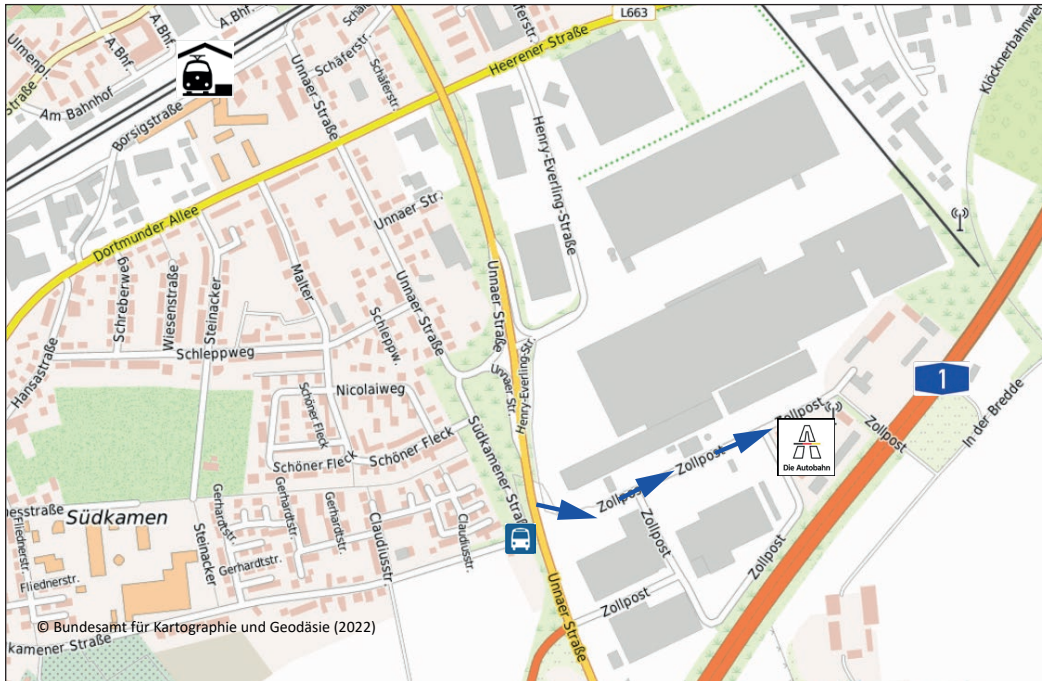 L663
A.Bhf.
A.Bhf.
A.Bhf.
Ulmenpl.
Straße
Am Bahnhof
Borsigstraße
Schäferstr.
Schäferstr.
Schäferstr.
Unnaer Straße
Heerener Straße
Klöcknerbahnweg
Henry-Everling-Straße
Dortmunder Allee
Unnaer Str.
Schreberweg
Wiesenstraße
Steinacker
Malter
Unnaer Straße
Unnaer Straße
Schleppw.
Hansastraße
Schleppweg
Nicolaiweg
Unnaer Str.
Henry-Everling-Str.
1
In der Bredde
Schöner Fleck
Schöner Fleck
Schöner Fleck
Südkamener Straße
Zollpost
Zollpost
Die Autobahn
Zollpost
Zollpost
Südkamen
Fliednerstr.
Fliednerstr.
Steinacker
Gerhardtstr.
Gerhardtstr.
Gerhardtstr.
Claudiusstr.
Claudiusstr.
Zollpost
Zollpost
Zollpost
Unnaer Straße
© Bundesamt für Kartographie und Geodäsie (2022)
kamener Straße